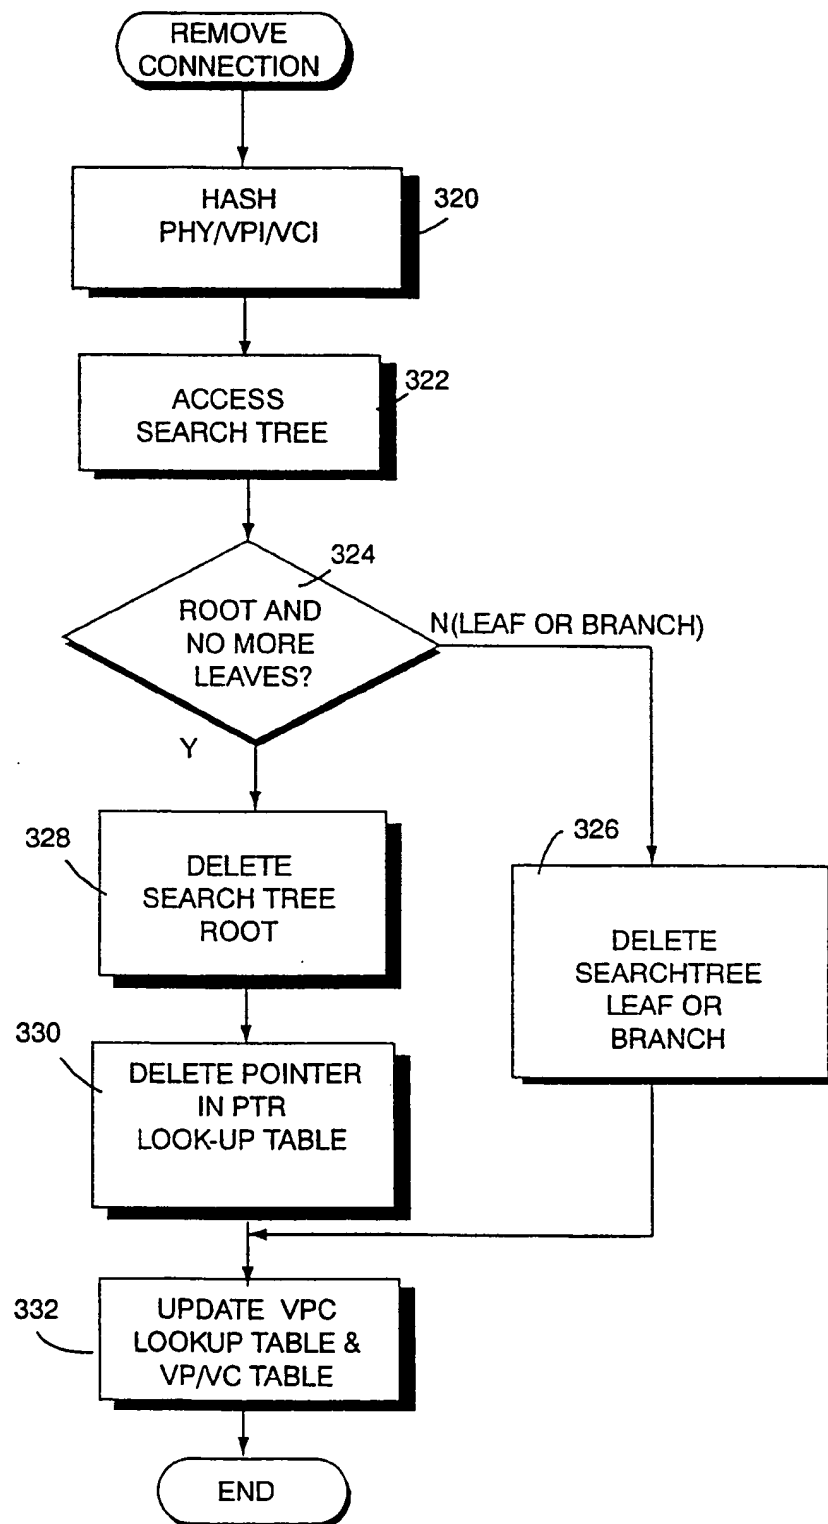 REMOVE
CONNECTION
HASH
PHY/VPI/VCI
320
ACCESS
SEARCH TREE
322
324
ROOT AND
NO MORE
LEAVES?
N(LEAF OR BRANCH)
Y
328
DELETE
SEARCH TREE
ROOT
326
DELETE
SEARCHTREE
LEAF OR
BRANCH
330
DELETE POINTER
IN PTR
LOOK-UP TABLE
332
UPDATE VPC
LOOKUP TABLE &
VP/VC TABLE
END